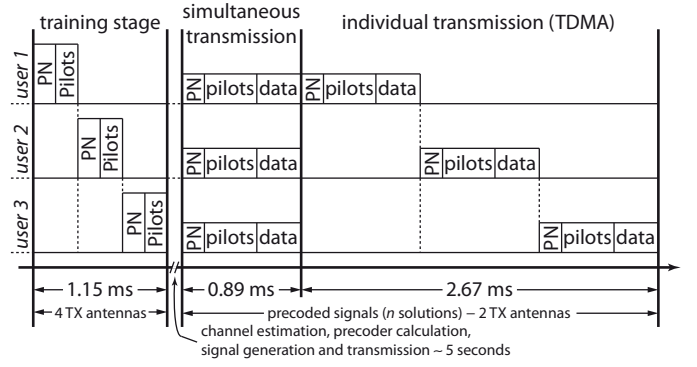 training stage
simultaneous
transmission
individual transmission (TDMA)
user 1
PN
Pilots
PN pilots data
PN pilots data
user 2
PN
Pilots
PN pilots data
PN pilots data
user 3
PN
Pilots
PN pilots data
PN pilots data
1.15 ms
0.89 ms
2.67 ms
4 TX antennas
precoded signals (n solutions) – 2 TX antennas
channel estimation, precoder calculation,
signal generation and transmission ~ 5 seconds